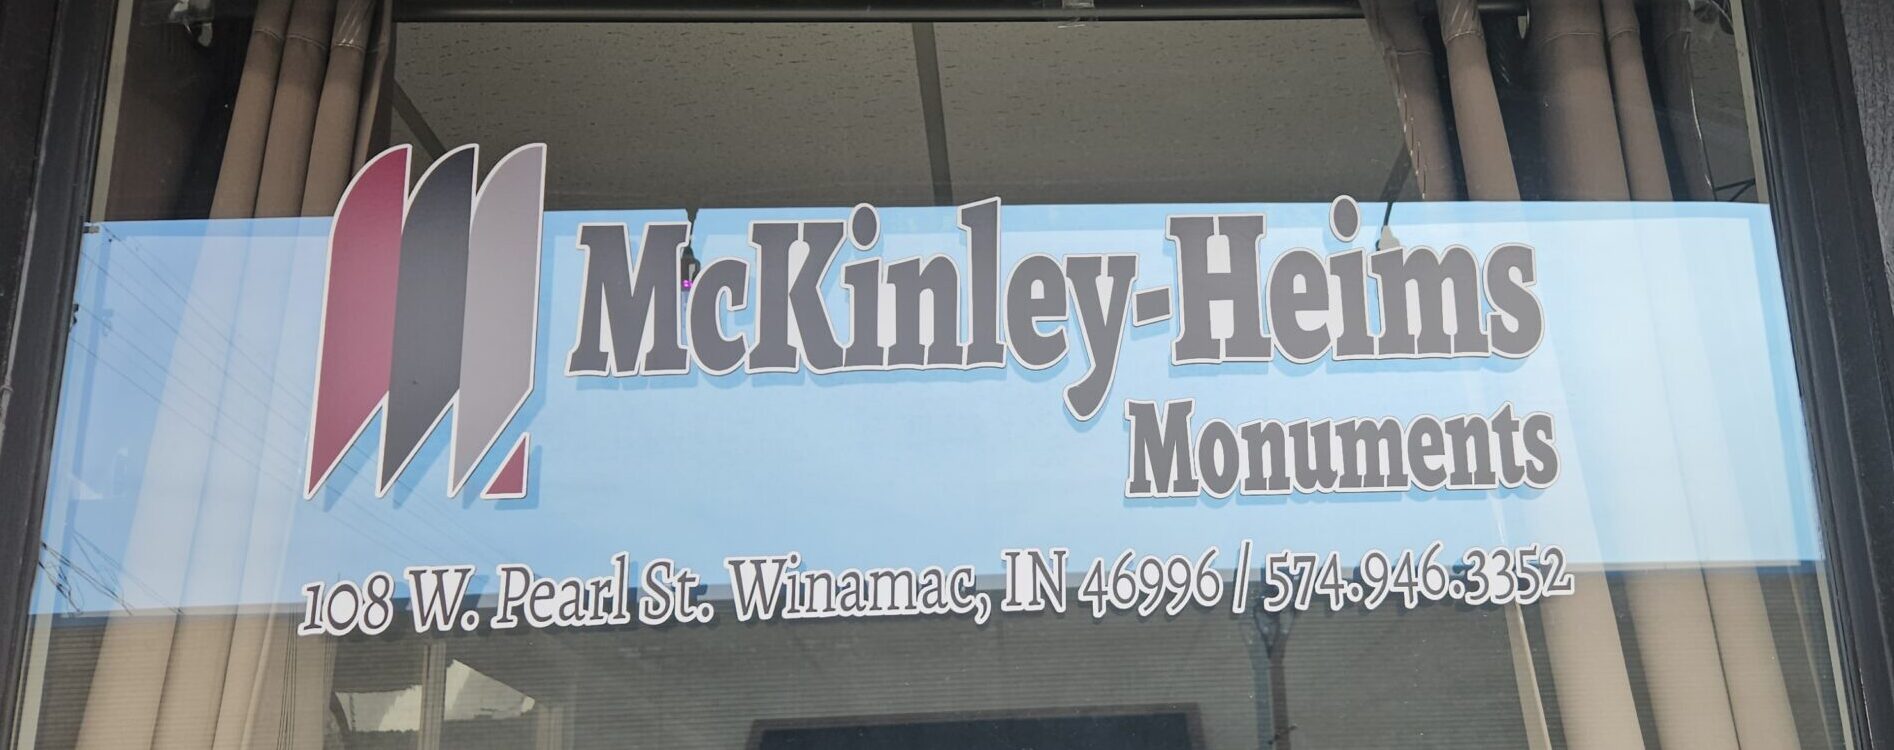 McKinley-Heims
Monuments
108 W. Pearl St. Winamac, IN 46996 / 574.946.3352